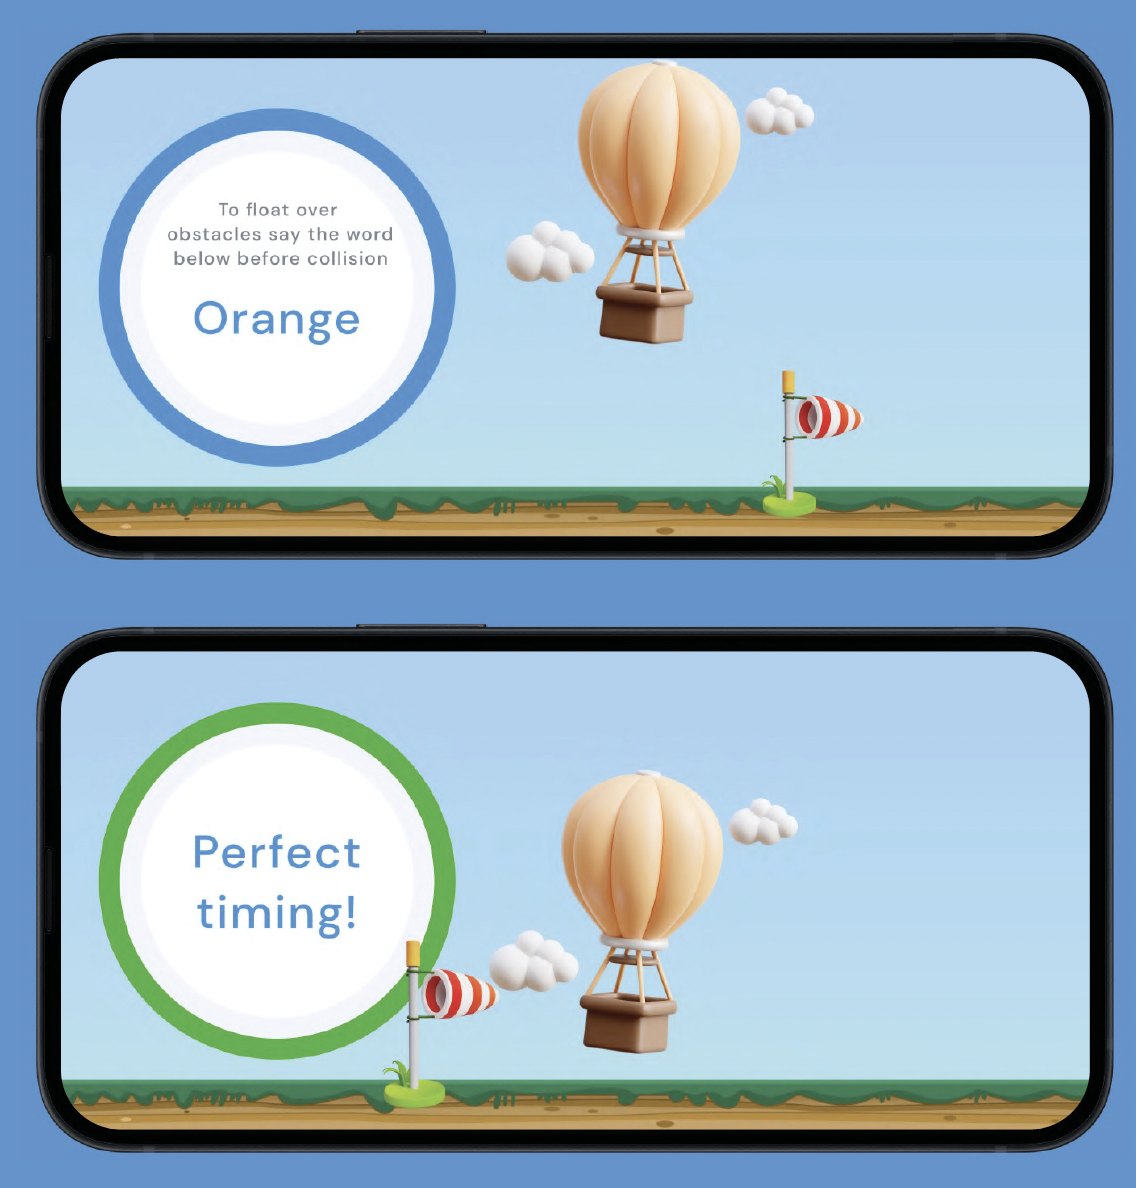 To float over
obstacles say the word
below before collision
Orange
Perfect
timing!